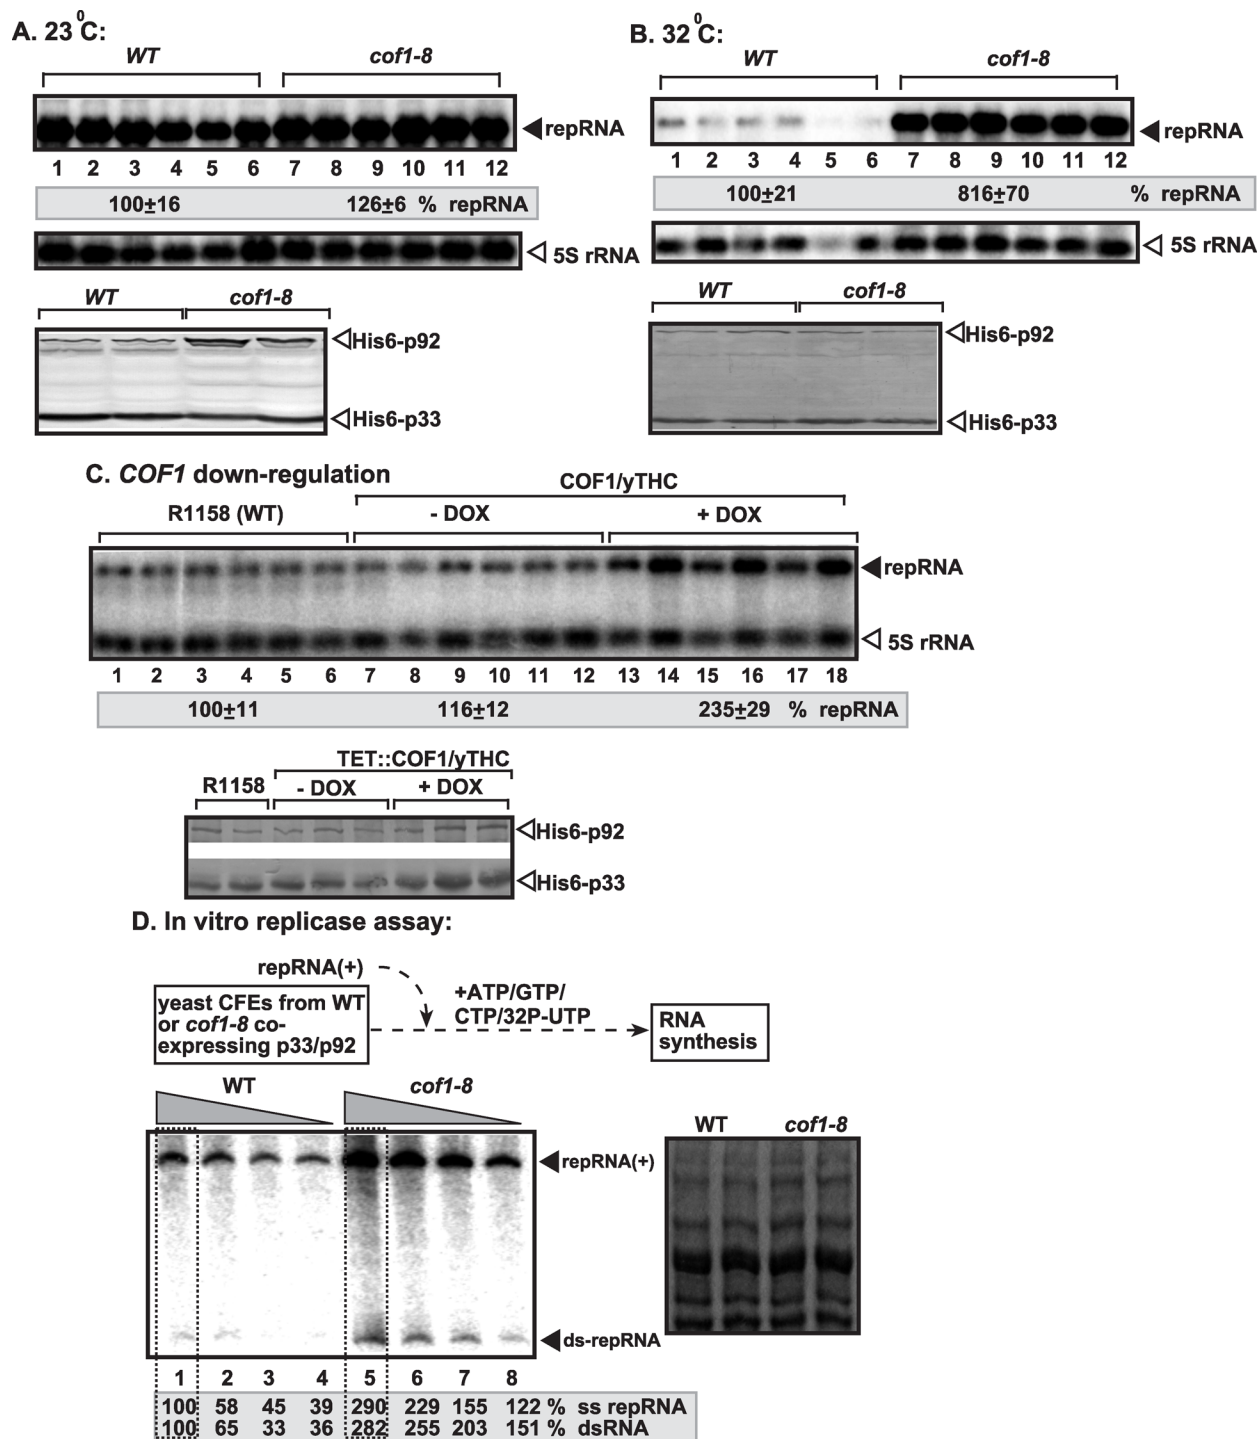 A. 23 0C:
WT cof1-8
repRNA
1 2 3 4 5 6 7 8 9 10 11 12
100±16 126±6 % repRNA
5S rRNA
WT cof1-8
His6-p92
His6-p33
B. 32 0C:
WT cof1-8
repRNA
1 2 3 4 5 6 7 8 9 10 11 12
100±21 816±70 % repRNA
5S rRNA
WT cof1-8
His6-p92
His6-p33
C. COF1 down-regulation
COF1/yTHC
R1158 (WT) - DOX + DOX
repRNA
5S rRNA
1 2 3 4 5 6 7 8 9 10 11 12 13 14 15 16 17 18
100±11 116±12 235±29 % repRNA
TET::COF1/yTHC
R1158 - DOX + DOX
His6-p92
His6-p33
D. In vitro replicase assay:
repRNA(+)
yeast CFEs from WT
or cof1-8 co-
expressing p33/p92
+ATP/GTP/
CTP/32P-UTP
RNA
synthesis
WT cof1-8
repRNA(+)
ds-repRNA
1 2 3 4 5 6 7 8
100 58 45 39 290 229 155 122 % ss repRNA
100 65 33 36 282 255 203 151 % dsRNA
WT cof1-8